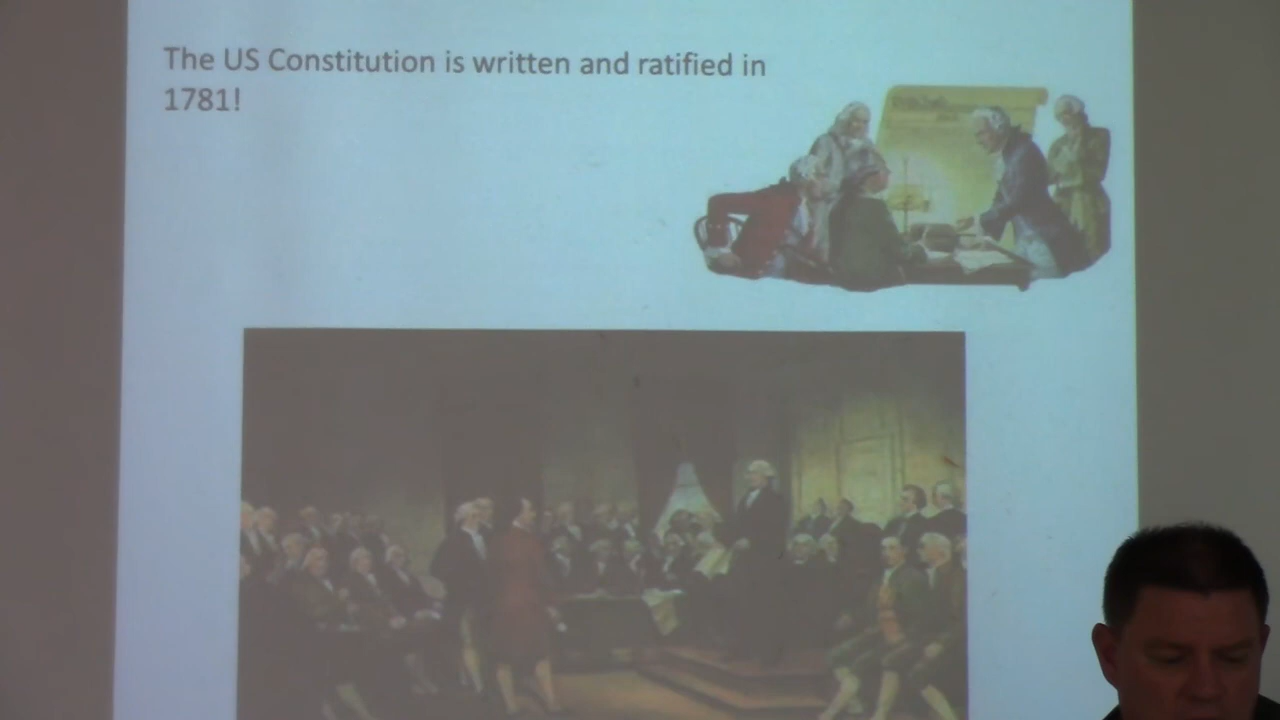 The US Constitution is written and ratified in
1781!